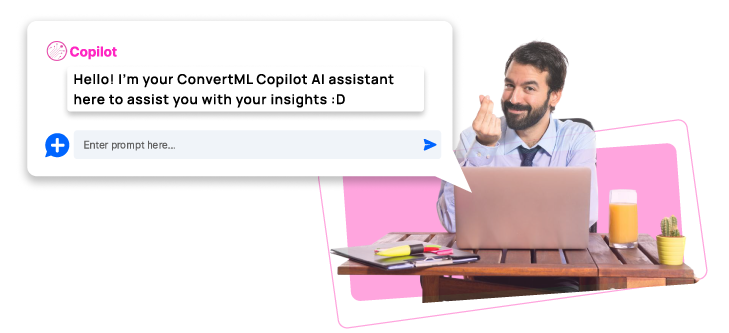 Copilot
Hello! I'm your ConvertML Copilot AI assistant
here to assist you with your insights :D
Enter prompt here...